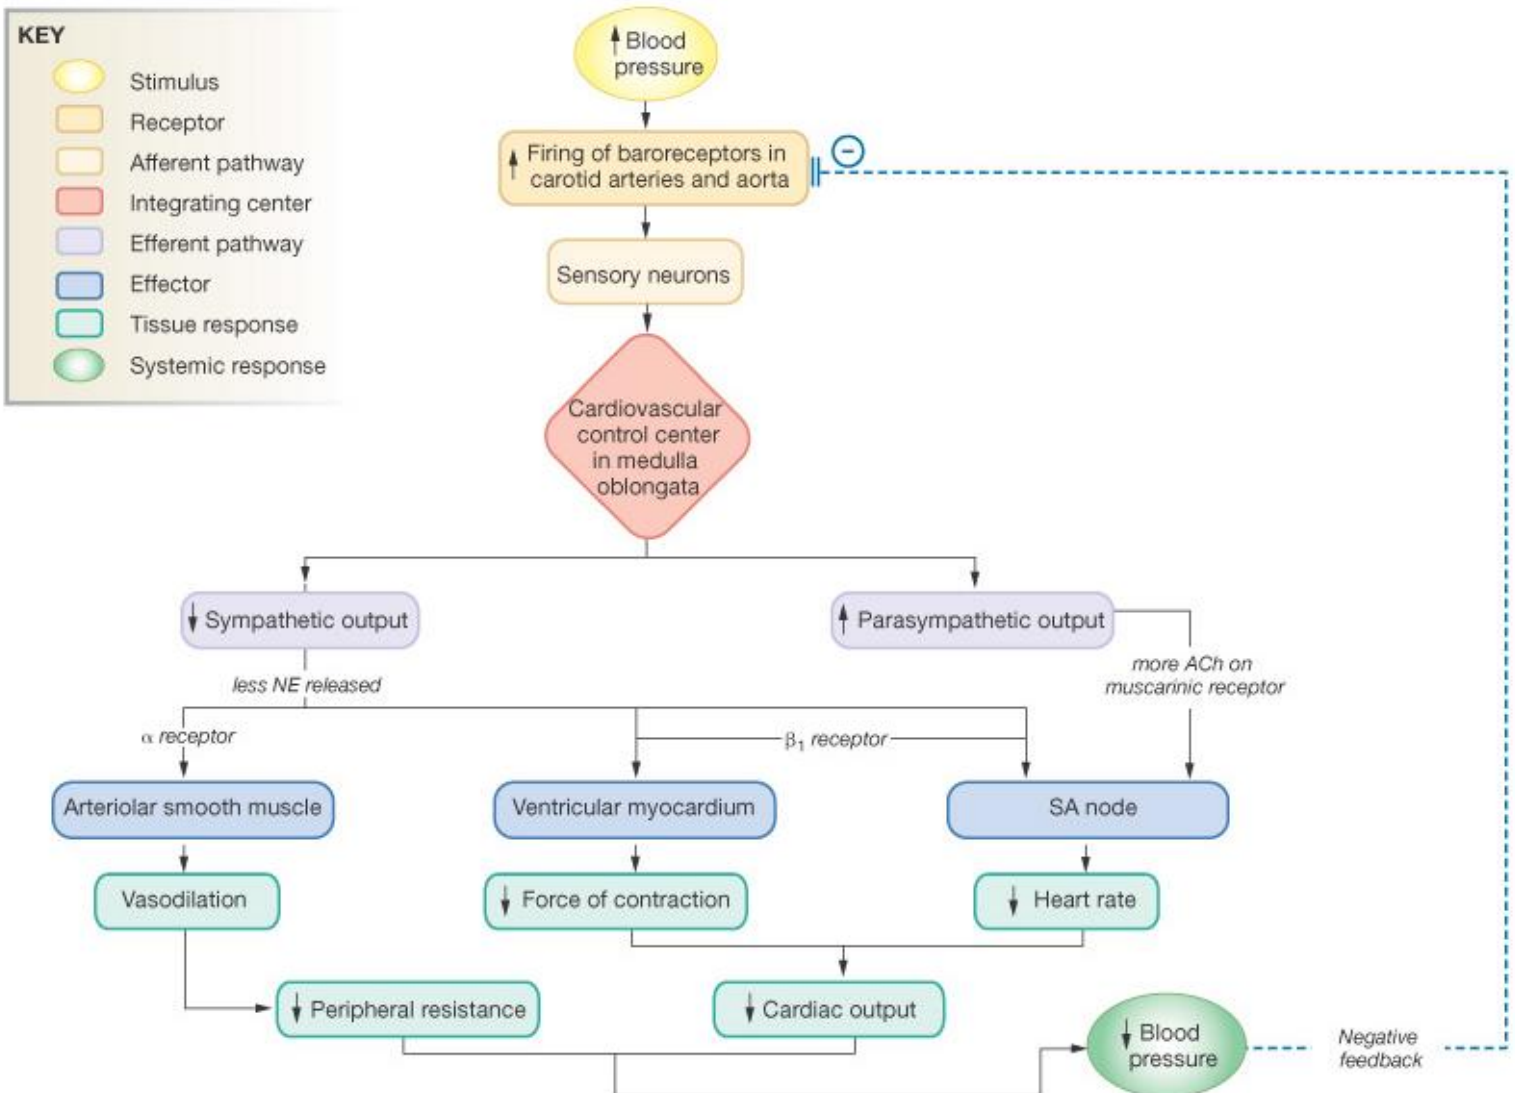 KEY
Stimulus
Receptor
Afferent pathway
Integrating center
Efferent pathway
Effector
Tissue response
Systemic response
↑ Blood
pressure
↑ Firing of baroreceptors in
carotid arteries and aorta
−
Sensory neurons
Cardiovascular
control center
in medulla
oblongata
↓ Sympathetic output
↑ Parasympathetic output
less NE released
more ACh on
muscarinic receptor
α receptor
β₁ receptor
Arteriolar smooth muscle
Ventricular myocardium
SA node
Vasodilation
↓ Force of contraction
↓ Heart rate
↓ Peripheral resistance
↓ Cardiac output
↓ Blood
pressure
Negative
feedback